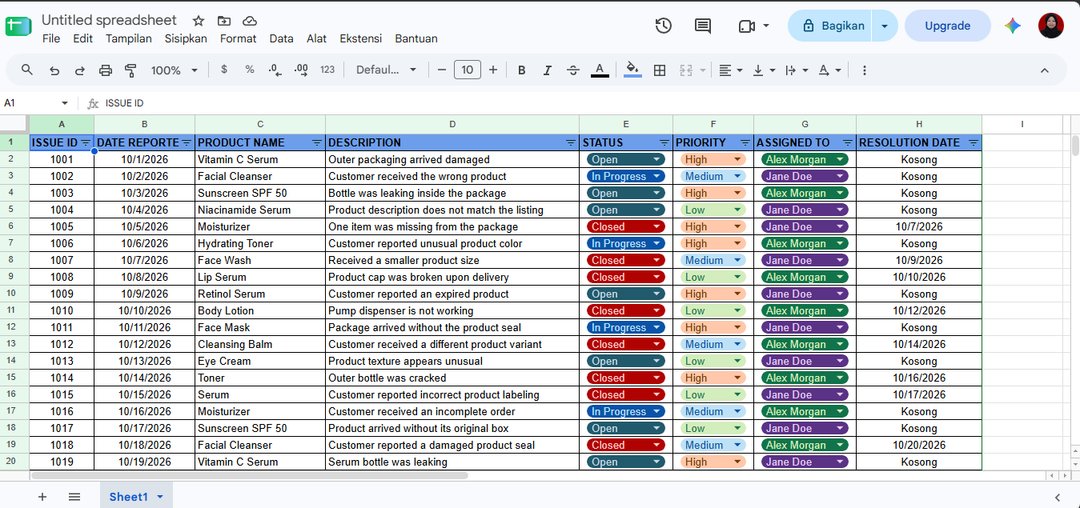 Untitled spreadsheet
File Edit Tampilan Sisipkan Format Data Alat Ekstensi Bantuan
Bagikan
Upgrade
100% $ % .0 .00 123 Defaul... 10 B I S A
A1 fx ISSUE ID
A B C D E F G H I
1 ISSUE ID DATE REPORTE PRODUCT NAME DESCRIPTION STATUS PRIORITY ASSIGNED TO RESOLUTION DATE
2 1001 10/1/2026 Vitamin C Serum Outer packaging arrived damaged Open High Alex Morgan Kosong
3 1002 10/2/2026 Facial Cleanser Customer received the wrong product In Progress Medium Jane Doe Kosong
4 1003 10/3/2026 Sunscreen SPF 50 Bottle was leaking inside the package Open High Alex Morgan Kosong
5 1004 10/4/2026 Niacinamide Serum Product description does not match the listing Open Low Jane Doe Kosong
6 1005 10/5/2026 Moisturizer One item was missing from the package Closed High Jane Doe 10/7/2026
7 1006 10/6/2026 Hydrating Toner Customer reported unusual product color In Progress High Alex Morgan Kosong
8 1007 10/7/2026 Face Wash Received a smaller product size Closed Medium Jane Doe 10/9/2026
9 1008 10/8/2026 Lip Serum Product cap was broken upon delivery Closed Low Alex Morgan 10/10/2026
10 1009 10/9/2026 Retinol Serum Customer reported an expired product Open High Jane Doe Kosong
11 1010 10/10/2026 Body Lotion Pump dispenser is not working Closed Low Alex Morgan 10/12/2026
12 1011 10/11/2026 Face Mask Package arrived without the product seal In Progress High Jane Doe Kosong
13 1012 10/12/2026 Cleansing Balm Customer received a different product variant Closed Medium Alex Morgan 10/14/2026
14 1013 10/13/2026 Eye Cream Product texture appears unusual Open Low Jane Doe Kosong
15 1014 10/14/2026 Toner Outer bottle was cracked Closed High Alex Morgan 10/16/2026
16 1015 10/15/2026 Serum Customer reported incorrect product labeling Closed Low Jane Doe 10/17/2026
17 1016 10/16/2026 Moisturizer Customer received an incomplete order In Progress Medium Alex Morgan Kosong
18 1017 10/17/2026 Sunscreen SPF 50 Product arrived without its original box Open Low Jane Doe Kosong
19 1018 10/18/2026 Facial Cleanser Customer reported a damaged product seal Closed Medium Alex Morgan 10/20/2026
20 1019 10/19/2026 Vitamin C Serum Serum bottle was leaking Open High Jane Doe Kosong
Sheet1